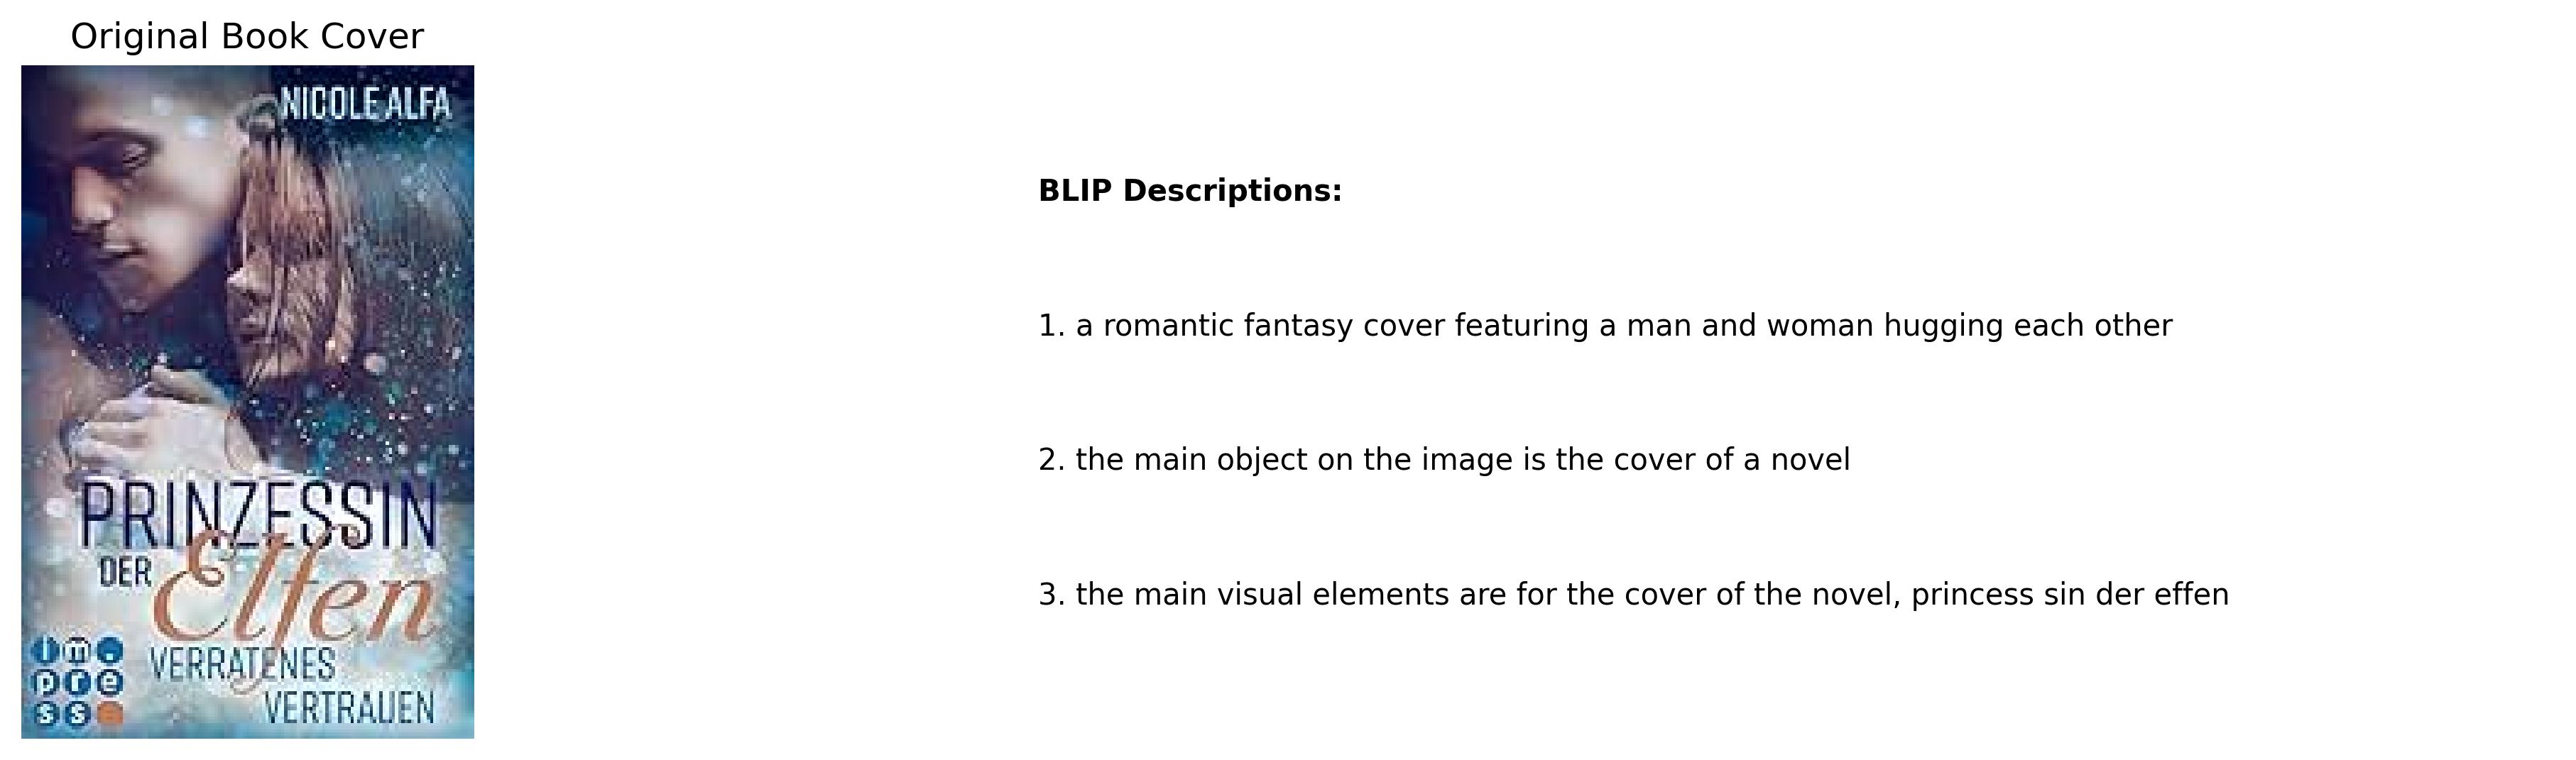 Original Book Cover
NICOLE ALFA
PRINZESSIN
DER Elfen
VERRATENES
VERTRAUEN
im.
pre
ss
BLIP Descriptions:
1. a romantic fantasy cover featuring a man and woman hugging each other
2. the main object on the image is the cover of a novel
3. the main visual elements are for the cover of the novel, princess sin der effen